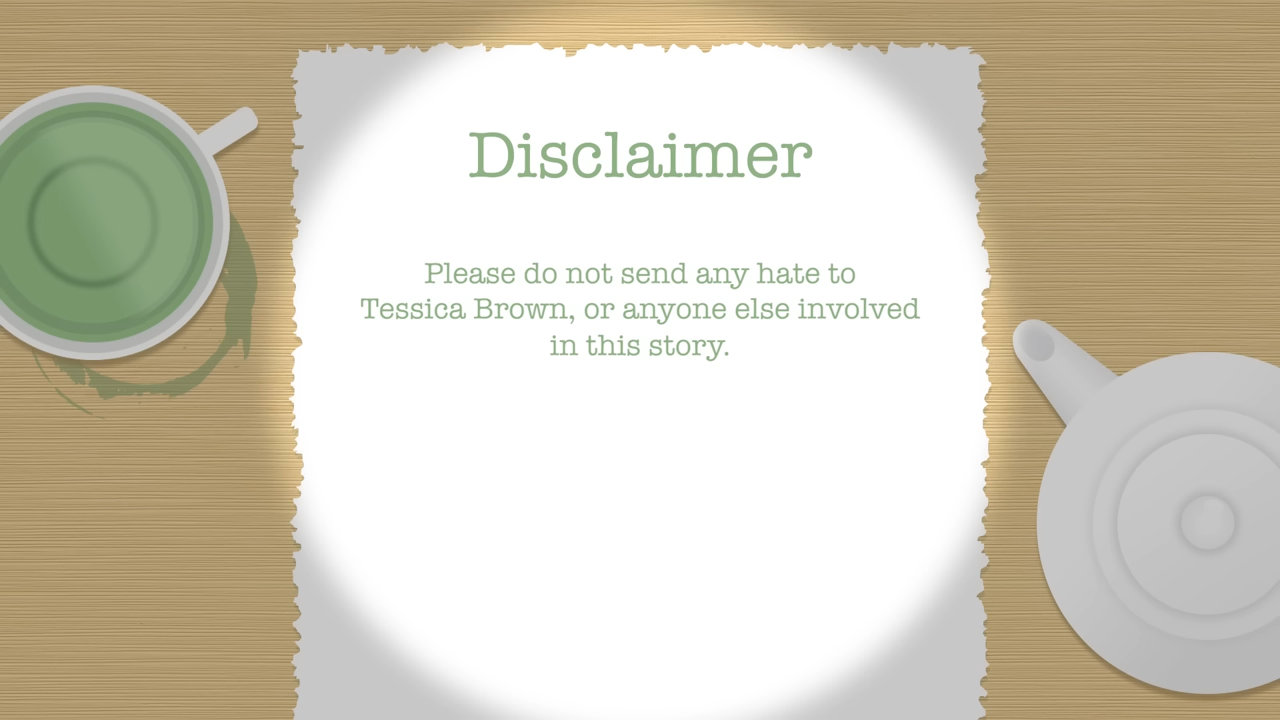 Disclaimer
Please do not send any hate to
Tessica Brown, or anyone else involved
in this story.